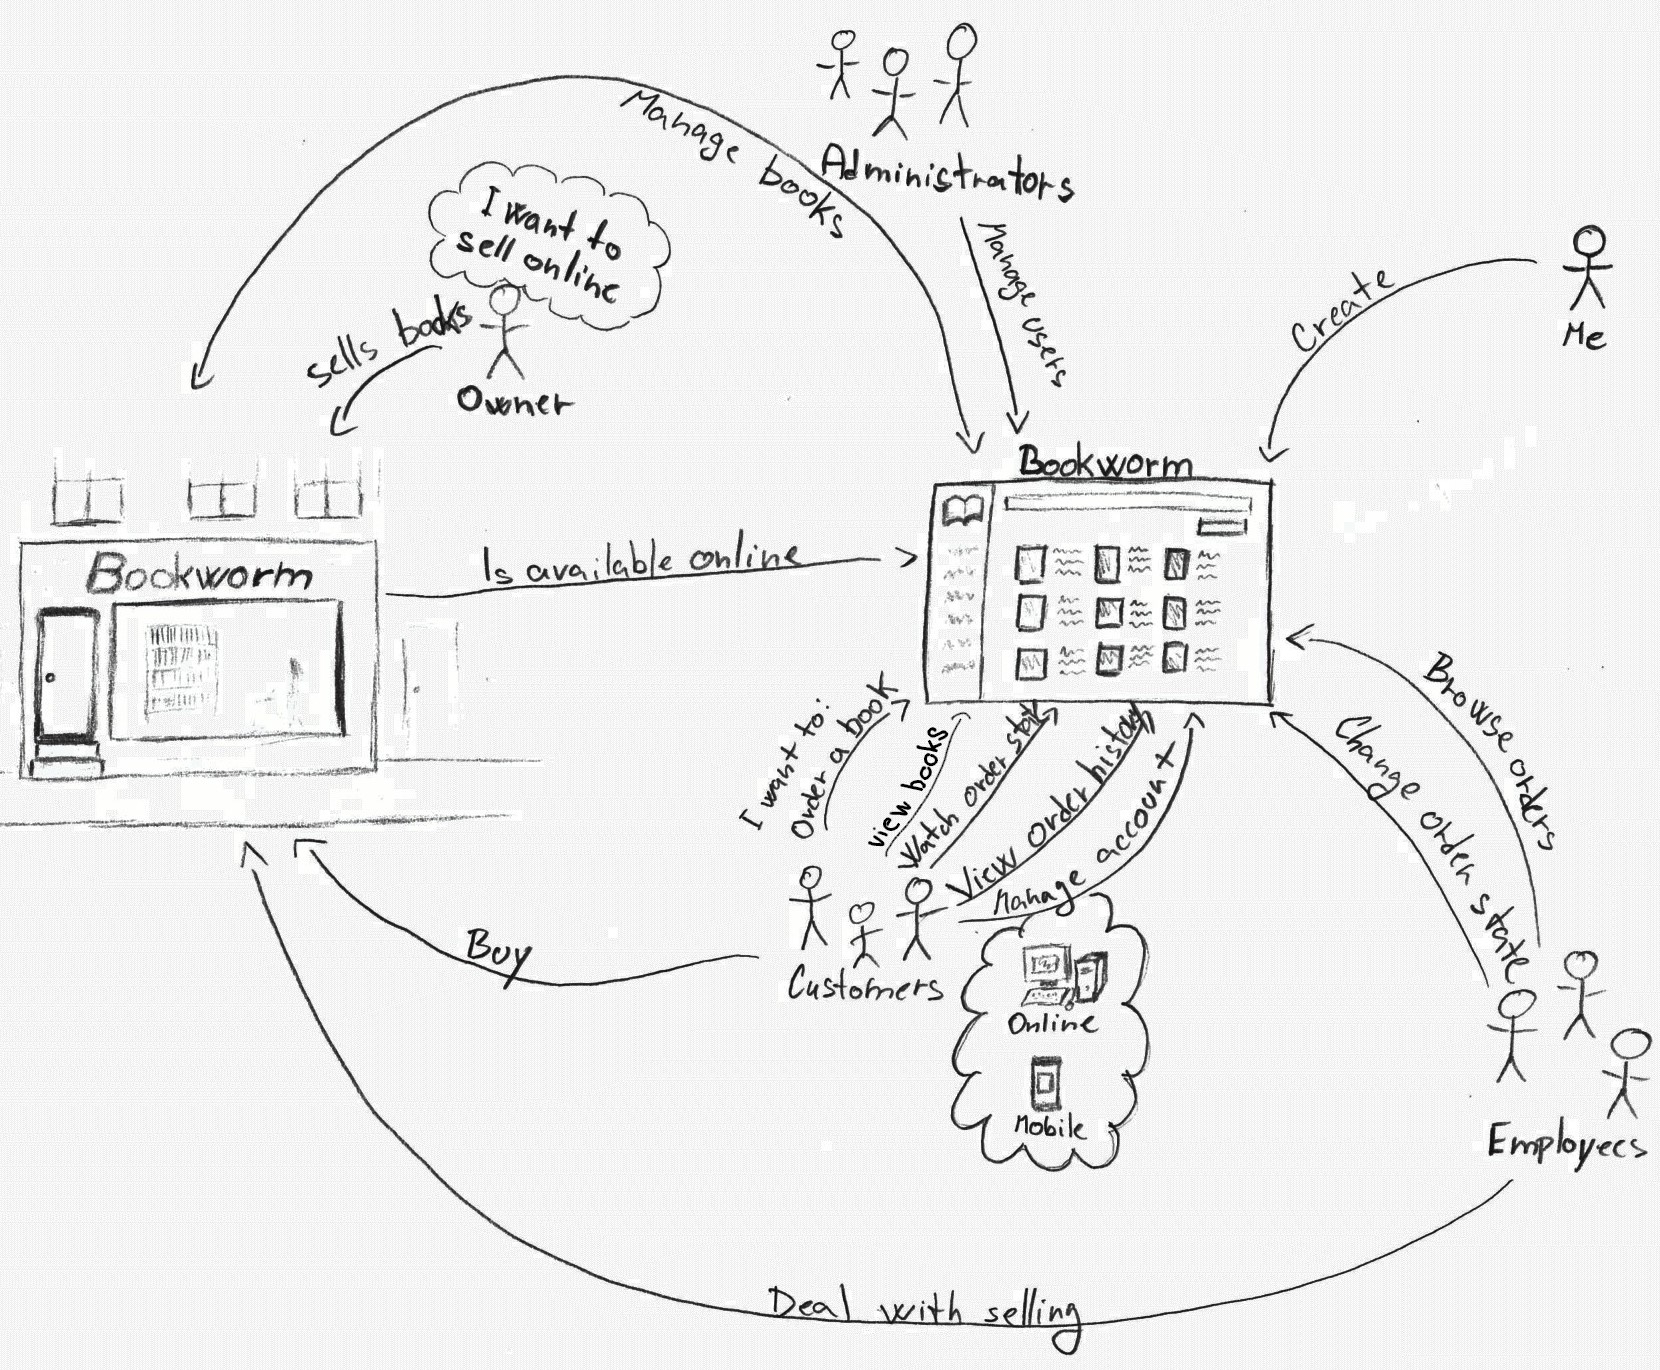 Manage books
Administrators
I want to
sell online
Manage users
sells books
Owner
Create
Me
Bookworm
Is available online
Bookworm
I want to:
Order a book
view books
Watch order state
View order history
Manage account
Browse orders
Change order state
Buy
Customers
Online
Mobile
Employees
Deal with selling